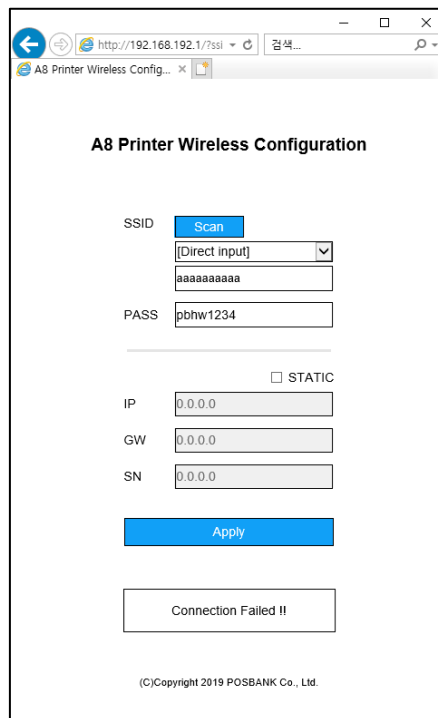 http://192.168.192.1/?ssi 검색...
A8 Printer Wireless Config...
A8 Printer Wireless Configuration
SSID Scan
[Direct input]
aaaaaaaaaa
PASS pbhw1234
STATIC
IP 0.0.0.0
GW 0.0.0.0
SN 0.0.0.0
Apply
Connection Failed !!
(C)Copyright 2019 POSBANK Co., Ltd.